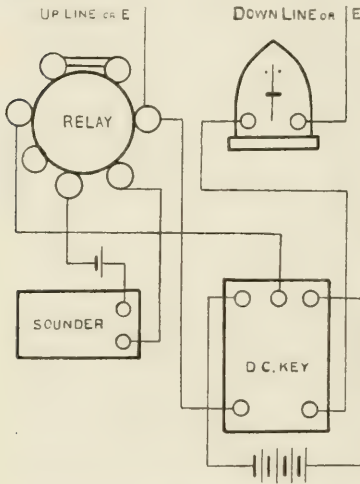 UP LINE OR E
DOWN LINE OR E
RELAY
SOUNDER
D.C. KEY